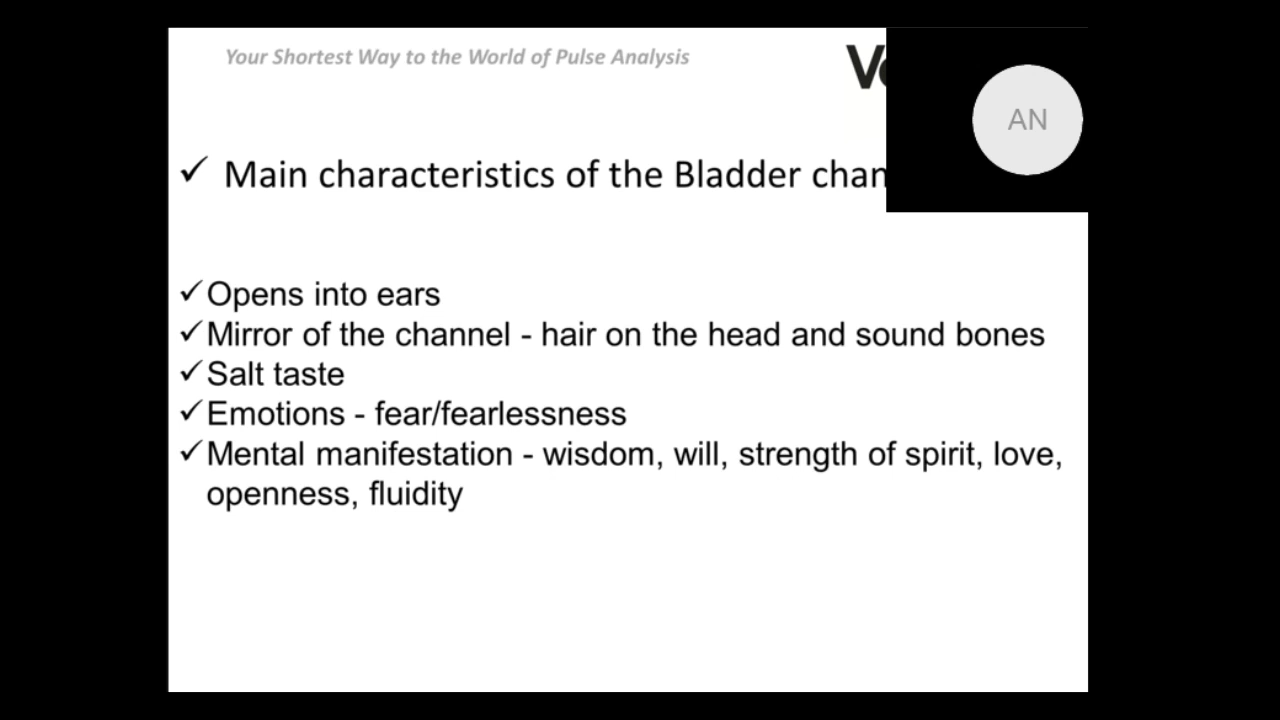 Your Shortest Way to the World of Pulse Analysis
AN
✓ Main characteristics of the Bladder
✓ Opens into ears
✓ Mirror of the channel - hair on the head and sound bones
✓ Salt taste
✓ Emotions - fear/fearlessness
✓ Mental manifestation - wisdom, will, strength of spirit, love,
openness, fluidity